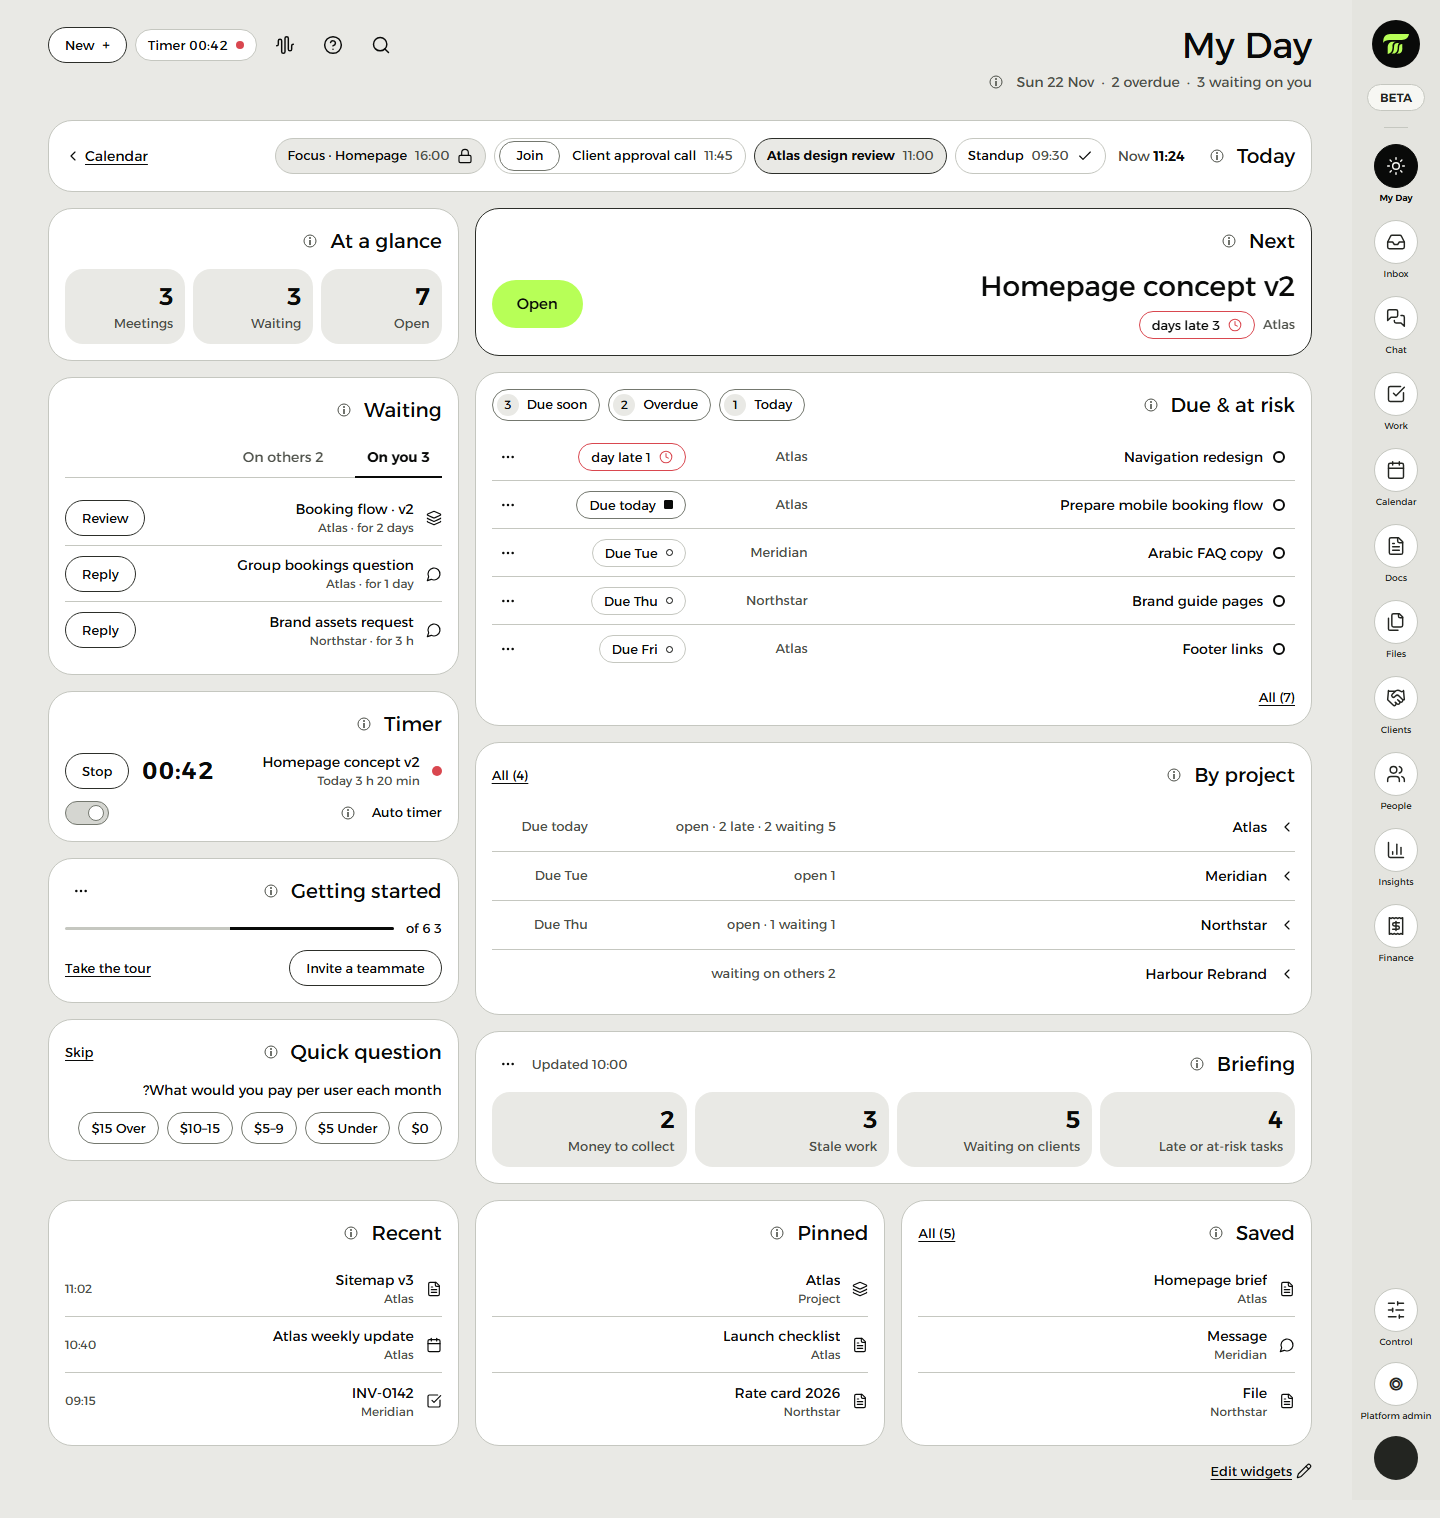 My Day
Sun 22 Nov · 2 overdue · 3 waiting on you
Timer 00:42
New +
BETA
My Day
Inbox
Chat
Work
Calendar
Docs
Files
Clients
People
Insights
Finance
Control
Platform admin
Today
Now 11:24
Standup 09:30
Atlas design review 11:00
Client approval call 11:45
Join
Focus · Homepage 16:00
Calendar
Next
Homepage concept v2
Atlas
days late 3
Open
At a glance
7
Open
3
Waiting
3
Meetings
Due & at risk
1 Today
2 Overdue
3 Due soon
Navigation redesign
Atlas
day late 1
Prepare mobile booking flow
Atlas
Due today
Arabic FAQ copy
Meridian
Due Tue
Brand guide pages
Northstar
Due Thu
Footer links
Atlas
Due Fri
All (7)
Waiting
On you 3
On others 2
Booking flow · v2
Atlas · for 2 days
Review
Group bookings question
Atlas · for 1 day
Reply
Brand assets request
Northstar · for 3 h
Reply
Timer
Homepage concept v2
Today 3 h 20 min
00:42
Stop
Auto timer
By project
All (4)
Atlas
open · 2 late · 2 waiting 5
Due today
Meridian
open 1
Due Tue
Northstar
open · 1 waiting 1
Due Thu
Harbour Rebrand
waiting on others 2
Getting started
of 6 3
Invite a teammate
Take the tour
Quick question
Skip
?What would you pay per user each month
$0
$5 Under
$5–9
$10–15
$15 Over
Briefing
Updated 10:00
4
Late or at-risk tasks
5
Waiting on clients
3
Stale work
2
Money to collect
Saved
All (5)
Homepage brief
Atlas
Message
Meridian
File
Northstar
Pinned
Atlas
Project
Launch checklist
Atlas
Rate card 2026
Northstar
Recent
Sitemap v3
Atlas
11:02
Atlas weekly update
Atlas
10:40
INV-0142
Meridian
09:15
Edit widgets